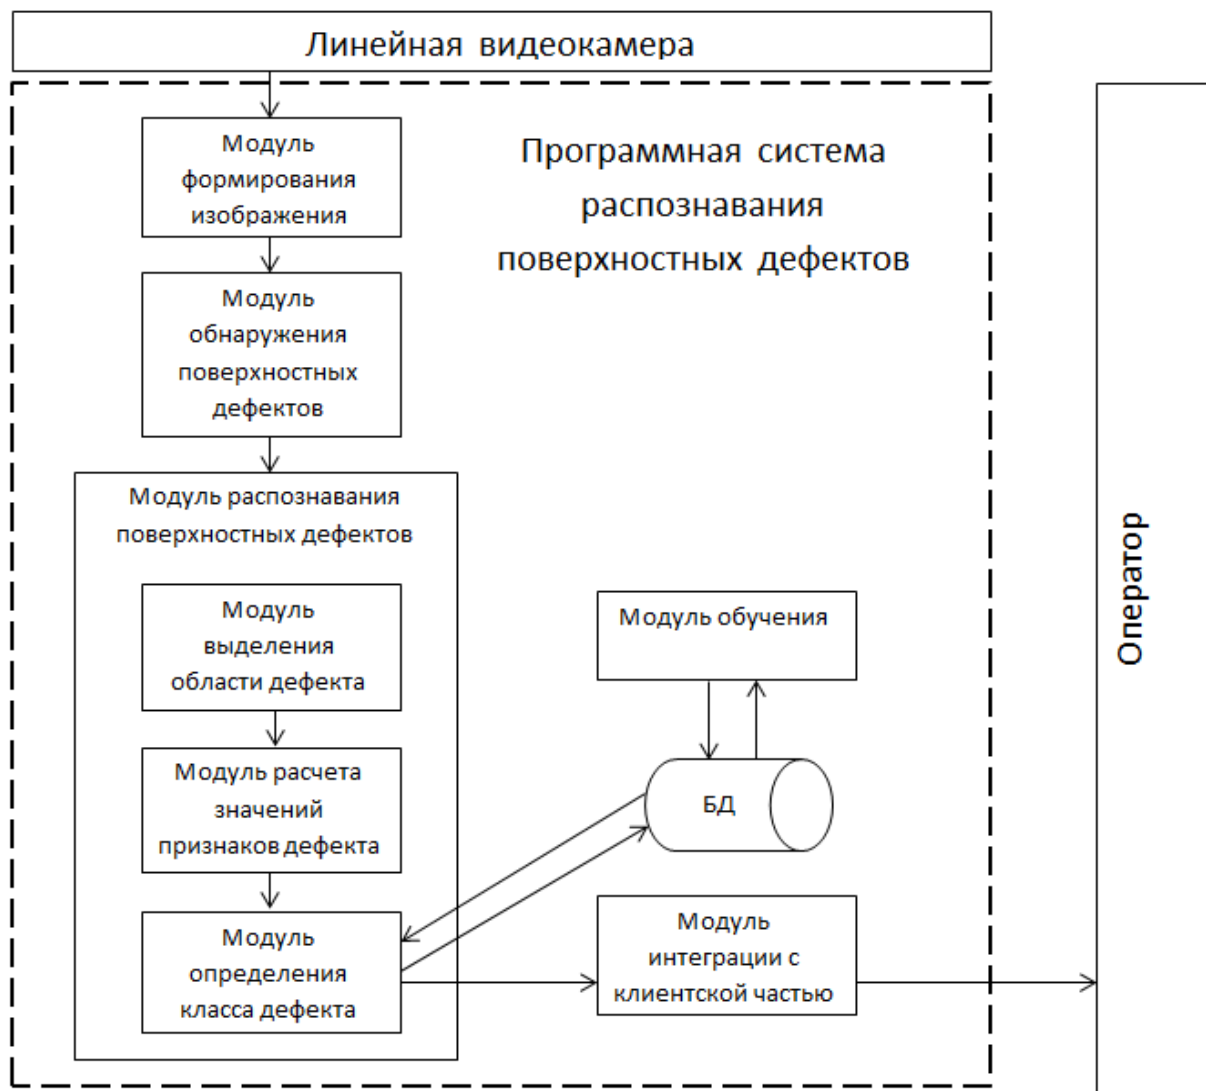 Линейная видеокамера
Модуль
формирования
изображения
Программная система
распознавания
поверхностных дефектов
Модуль
обнаружения
поверхностных
дефектов
Модуль распознавания
поверхностных дефектов
Модуль
выделения
области дефекта
Модуль обучения
Модуль расчета
значений
признаков дефекта
БД
Модуль
определения
класса дефекта
Модуль
интеграции с
клиентской частью
Оператор